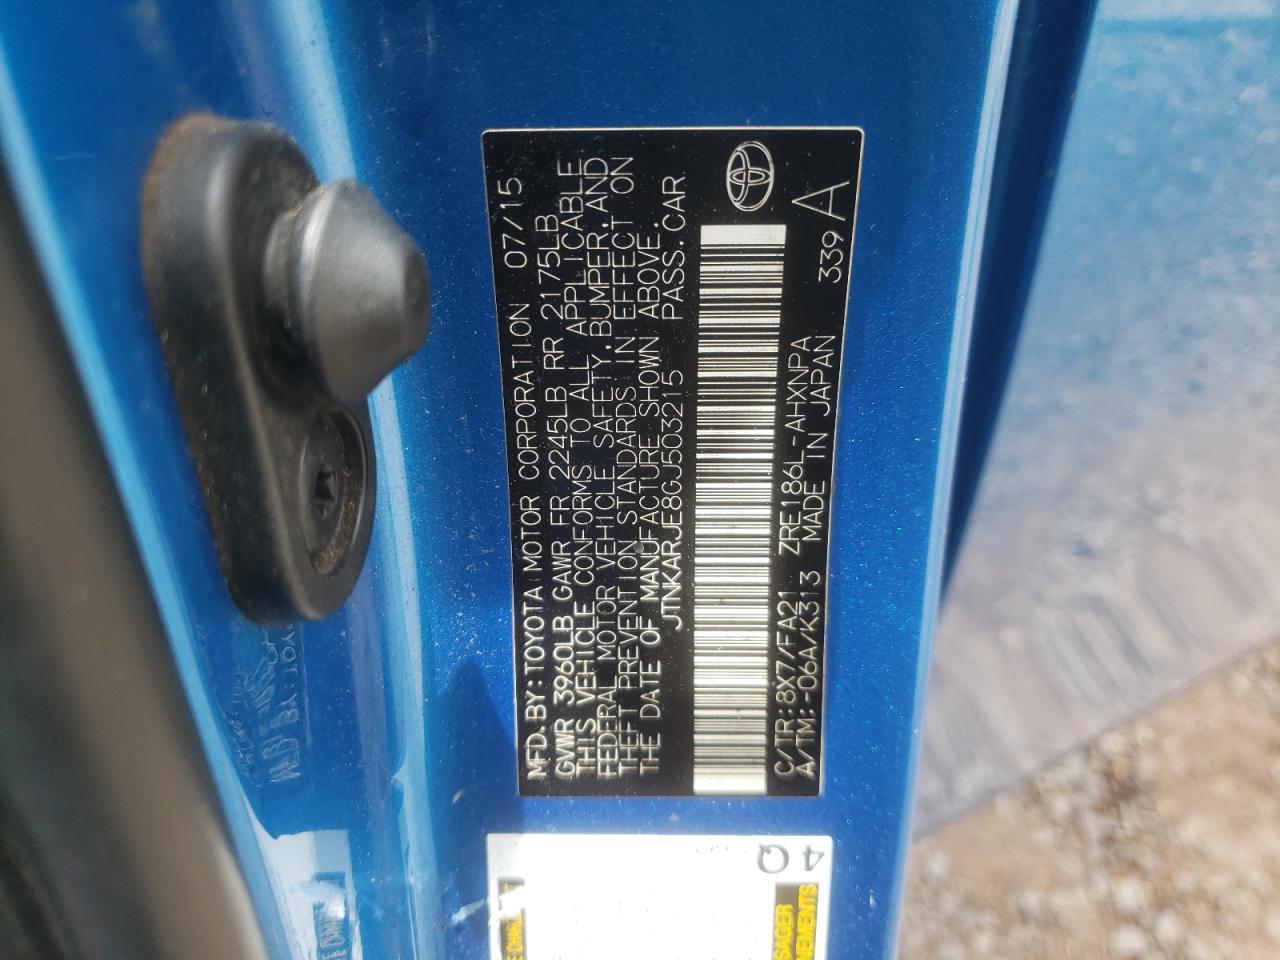 MFD.BY:TOYOTA MOTOR CORPORATION 07/15
GVWR 3960LB GAWR FR 2245LB RR 2175LB
THIS VEHICLE CONFORMS TO ALL APPLICABLE
FEDERAL MOTOR VEHICLE SAFETY,BUMPER,AND
THEFT PREVENTION STANDARDS IN EFFECT ON
THE DATE OF MANUFACTURE SHOWN ABOVE.
JTNKARJE8GJ503215 PASS.CAR
C/TR:8X7/FA21 ZRE186L-AHXNPA
A/TM:-06A/K313 MADE IN JAPAN 339 A
4Q